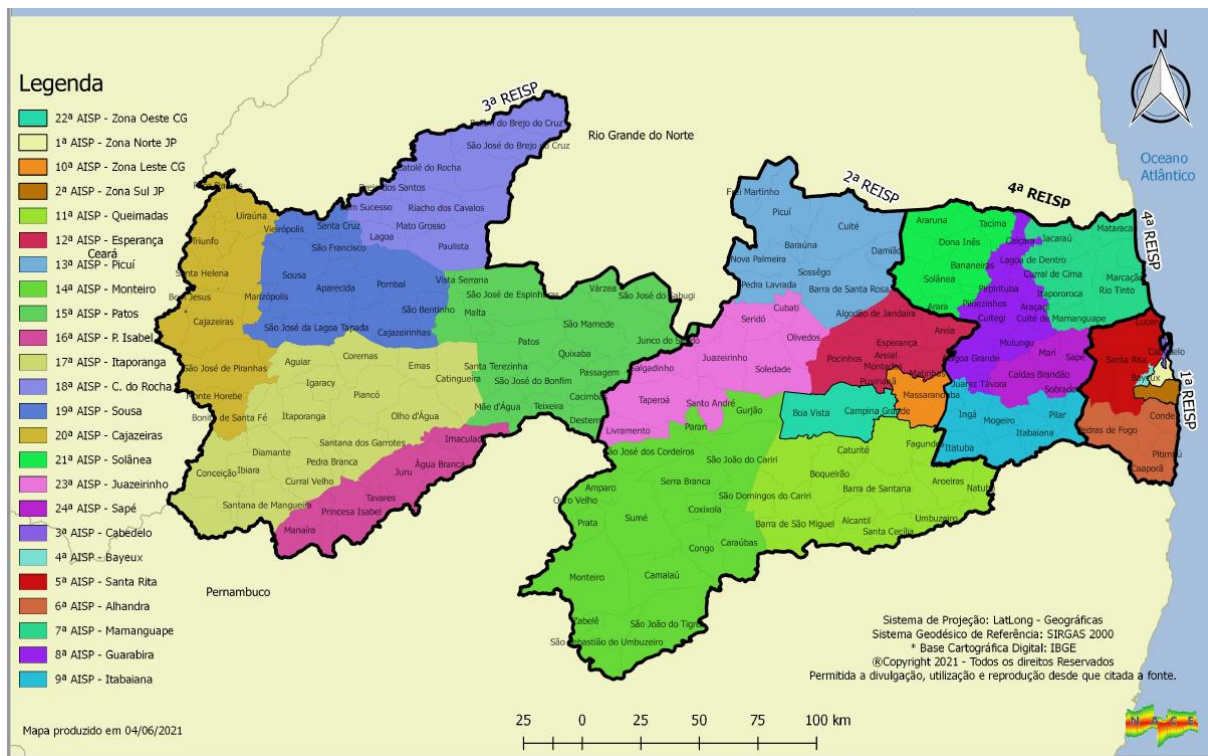 Legenda
22ª AISP - Zona Oeste CG
1ª AISP - Zona Norte JP
10ª AISP - Zona Leste CG
2ª AISP - Zona Sul JP
11ª AISP - Queimadas
12ª AISP - Esperança
13ª AISP - Picuí
14ª AISP - Monteiro
15ª AISP - Patos
16ª AISP - P. Isabel
17ª AISP - Itaporanga
18ª AISP - C. do Rocha
19ª AISP - Sousa
20ª AISP - Cajazeiras
21ª AISP - Solânea
23ª AISP - Juazeirinho
24ª AISP - Sapé
3ª AISP - Cabedelo
4ª AISP - Bayeux
5ª AISP - Santa Rita
6ª AISP - Alhandra
7ª AISP - Mamanguape
8ª AISP - Guarabira
9ª AISP - Itabaiana
Mapa produzido em 04/06/2021
Ceará
Pernambuco
Rio Grande do Norte
Oceano
Atlântico
N
3ª REISP
2ª REISP
4ª REISP
4ª REISP
1ª REISP
São José do Brejo do Cruz
Riacho dos Cavalos
Mato Grosso
Lagoa
Paulista
Uiraúna
Vieirópolis
Santa Cruz
São Francisco
Triunfo
Santa Helena
Sousa
Aparecida
Pombal
Marizópolis
Cajazeiras
São Bentinho
São José da Lagoa Tapada
Cajazeirinhas
São José de Piranhas
Monte Horebe
Bonito de Santa Fé
Vista Serrana
São José de Espinharas
Malta
Várzea
São José do Sabugi
São Mamede
Patos
Quixaba
Santa Terezinha
Passagem
São José do Bonfim
Cacimba
Mãe d'Água
Teixeira
Desterro
Aguiar
Coremas
Emas
Igaracy
Catingueira
Piancó
Itaporanga
Olho d'Água
Santana dos Garrotes
Diamante
Pedra Branca
Conceição
Ibiara
Curral Velho
Santana de Mangueira
Imaculada
Água Branca
Juru
Tavares
Princesa Isabel
Manaíra
Frei Martinho
Picuí
Cuité
Baraúna
Damião
Nova Palmeira
Sossêgo
Pedra Lavrada
Barra de Santa Rosa
Cubati
Seridó
Olivedos
Juazeirinho
Salgadinho
Soledade
Taperoá
Santo André
Livramento
Parari
Gurjão
São José dos Cordeiros
São João do Cariri
Amparo
Serra Branca
Ouro Velho
São Domingos do Cariri
Prata
Sumé
Coxixola
Caraúbas
Congo
Monteiro
Camalaú
Zabelê
São João do Tigre
São Sebastião do Umbuzeiro
Algodão de Jandaíra
Areia
Esperança
Areial
Pocinhos
Montadas
Matinhas
Puxinanã
Massaranduba
Boa Vista
Campina Grande
Caturité
Boqueirão
Barra de Santana
Aroeiras
Barra de São Miguel
Alcantil
Santa Cecília
Umbuzeiro
Araruna
Tacima
Dona Inês
Bananeiras
Solânea
Arara
Caiçara
Lagoa de Dentro
Pirpirituba
Pilõezinhos
Cuitegi
Araçagi
Mulungu
Alagoa Grande
Jacaraú
Mataraca
Curral de Cima
Marcação
Rio Tinto
Itapororoca
Cuité de Mamanguape
Mari
Sapé
Caldas Brandão
Sobrado
Juarez Távora
Ingá
Mogeiro
Pilar
Itabaiana
Itatuba
Lucena
Santa Rita
Cabedelo
Bayeux
Conde
Pedras de Fogo
Pitimbu
Caaporã
Sistema de Projeção: LatLong - Geográficas
Sistema Geodésico de Referência: SIRGAS 2000
* Base Cartográfica Digital: IBGE
®Copyright 2021 - Todos os direitos Reservados
Permitida a divulgação, utilização e reprodução desde que citada a fonte.
25 0 25 50 75 100 km
N A C E